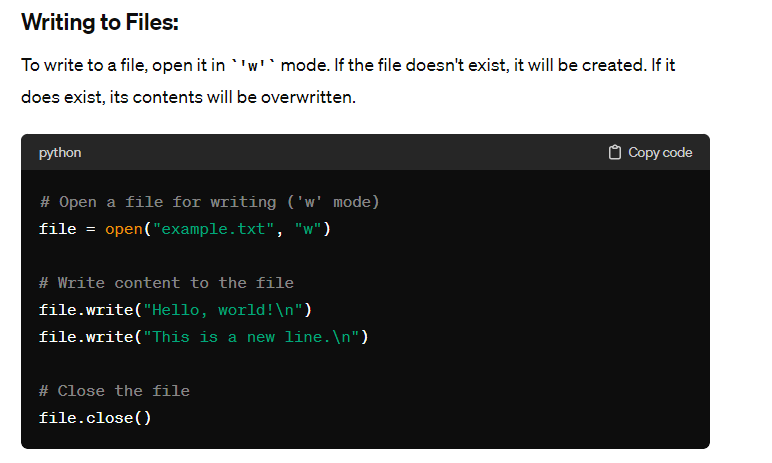 Writing to Files:
To write to a file, open it in `'w'` mode. If the file doesn't exist, it will be created. If it
does exist, its contents will be overwritten.
python
Copy code
# Open a file for writing ('w' mode)
file = open("example.txt", "w")
# Write content to the file
file.write("Hello, world!\n")
file.write("This is a new line.\n")
# Close the file
file.close()